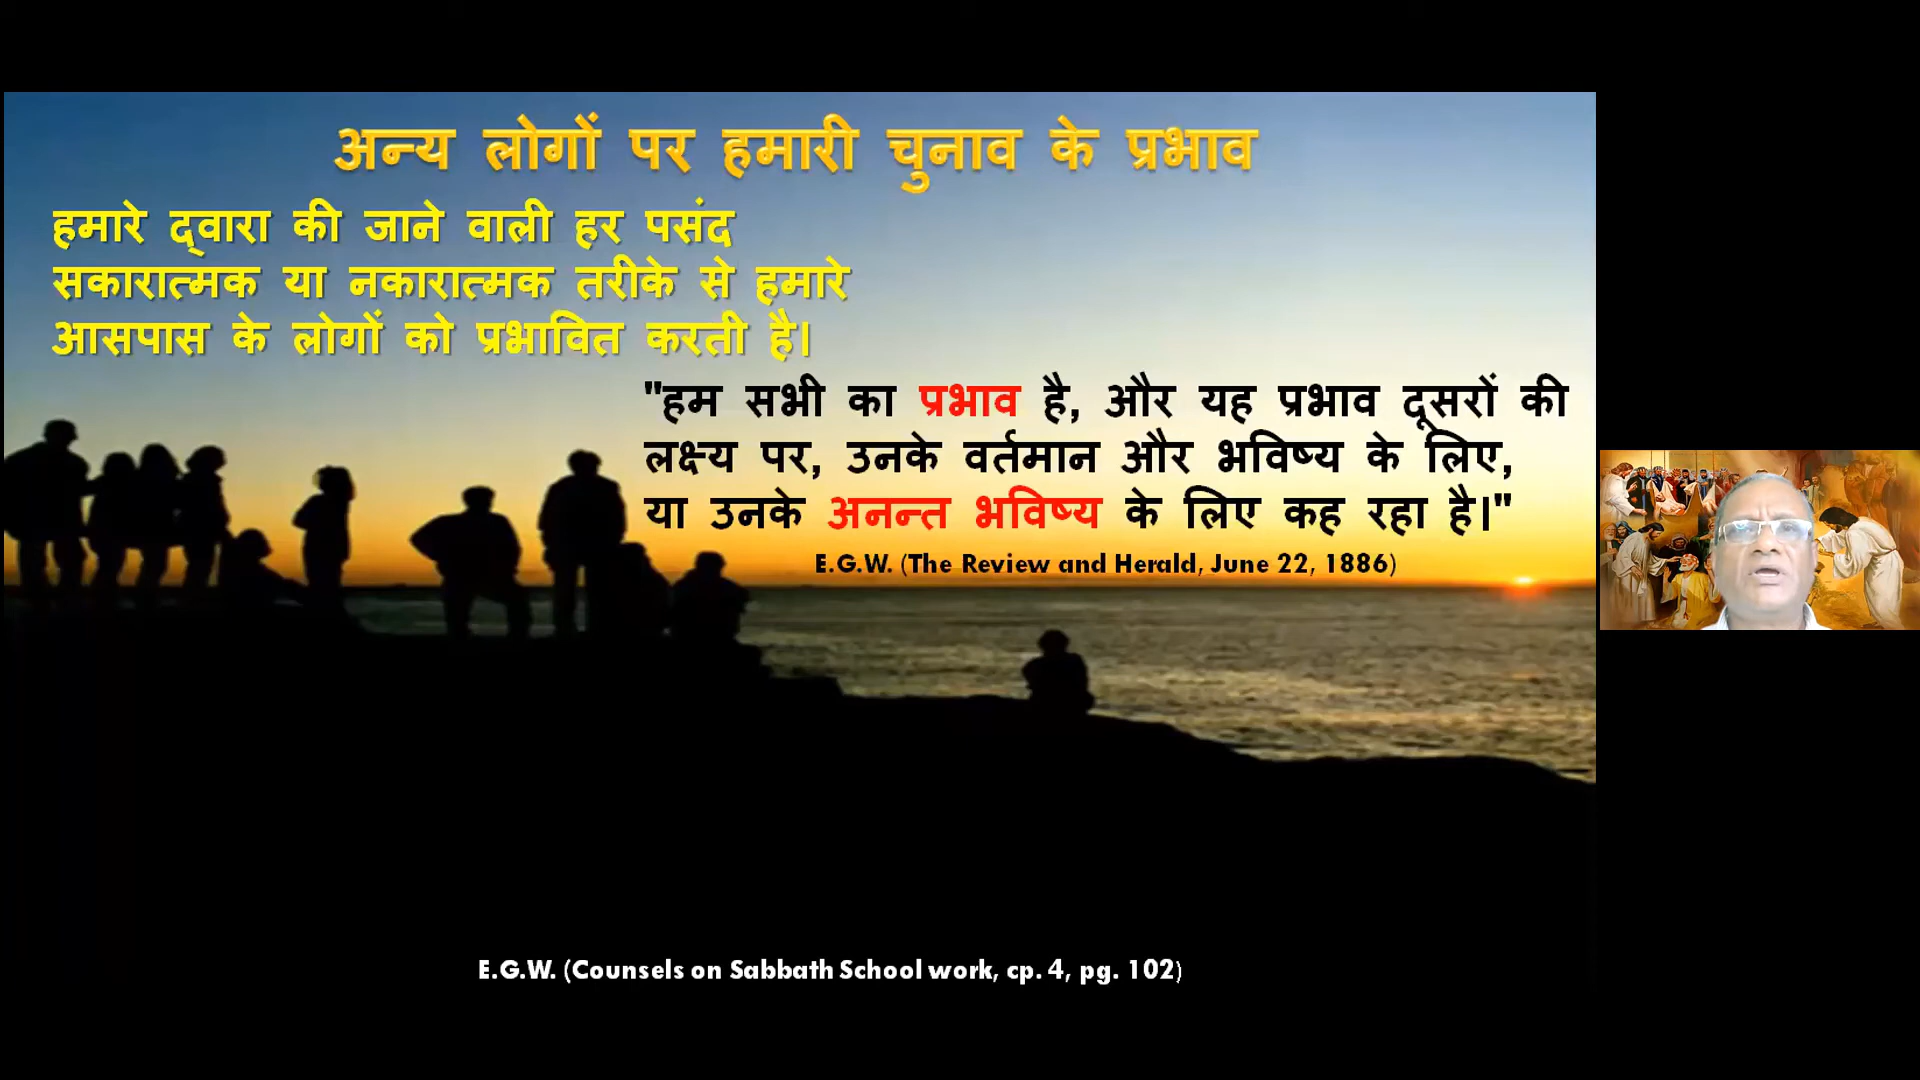 अन्य लोगों पर हमारी चुनाव के प्रभाव
हमारे द्वारा की जाने वाली हर पसंद
सकारात्मक या नकारात्मक तरीके से हमारे
आसपास के लोगों को प्रभावित करती है।
"हम सभी का प्रभाव है, और यह प्रभाव दूसरों की
लक्ष्य पर, उनके वर्तमान और भविष्य के लिए,
या उनके अनन्त भविष्य के लिए कह रहा है।"
E.G.W. (The Review and Herald, June 22, 1886)
E.G.W. (Counsels on Sabbath School work, cp. 4, pg. 102)